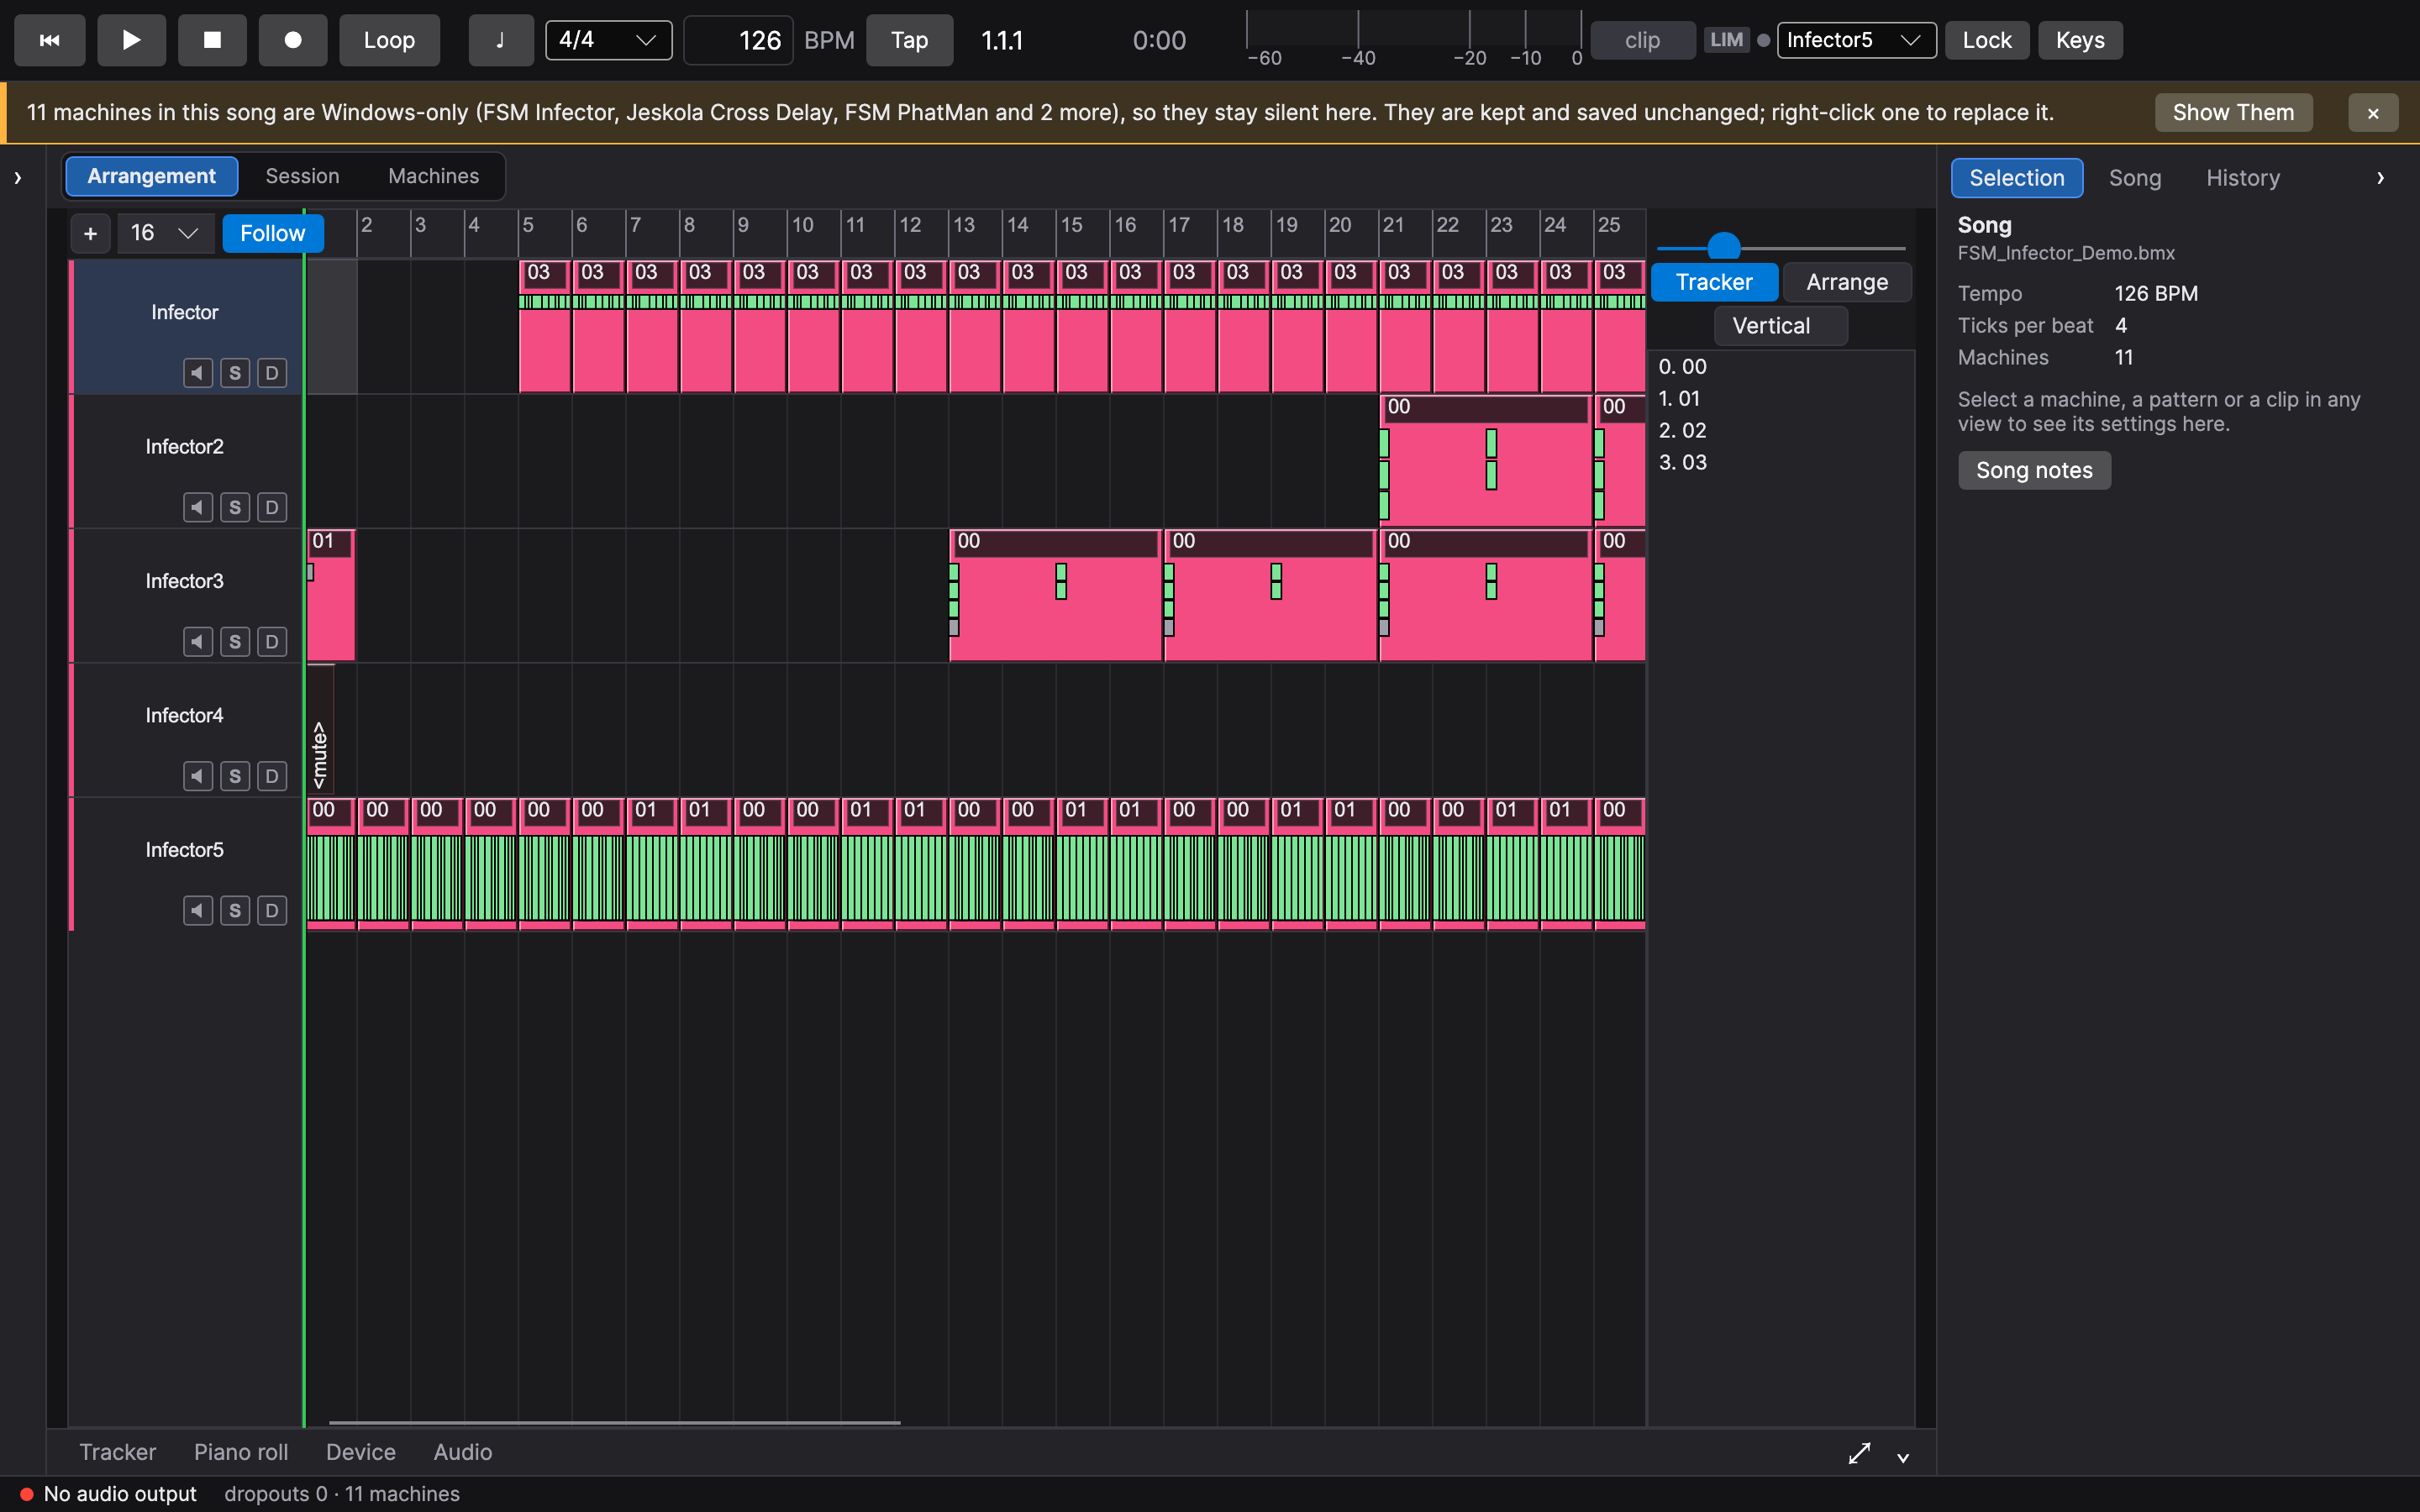 Loop 4/4 126 BPM Tap 1.1.1 0:00 -60 -40 -20 -10 0 clip LIM Infector5 Lock Keys
11 machines in this song are Windows-only (FSM Infector, Jeskola Cross Delay, FSM PhatMan and 2 more), so they stay silent here. They are kept and saved unchanged; right-click one to replace it. Show Them ×
Arrangement Session Machines
Selection Song History
+ 16 Follow 2 3 4 5 6 7 8 9 10 11 12 13 14 15 16 17 18 19 20 21 22 23 24 25
Tracker Arrange
Vertical
0. 00
1. 01
2. 02
3. 03
Song
FSM_Infector_Demo.bmx
Tempo 126 BPM
Ticks per beat 4
Machines 11
Select a machine, a pattern or a clip in any
view to see its settings here.
Song notes
03 03 03 03 03 03 03 03 03 03 03 03 03 03 03 03 03 03 03 03 03
Infector
S D
00 00
Infector2
S D
01 00 00 00 00
Infector3
S D
Infector4
<mute>
S D
00 00 00 00 00 00 01 01 00 00 01 01 00 00 01 01 00 00 01 01 00 00 01 01 00
Infector5
S D
Tracker Piano roll Device Audio
No audio output dropouts 0 · 11 machines